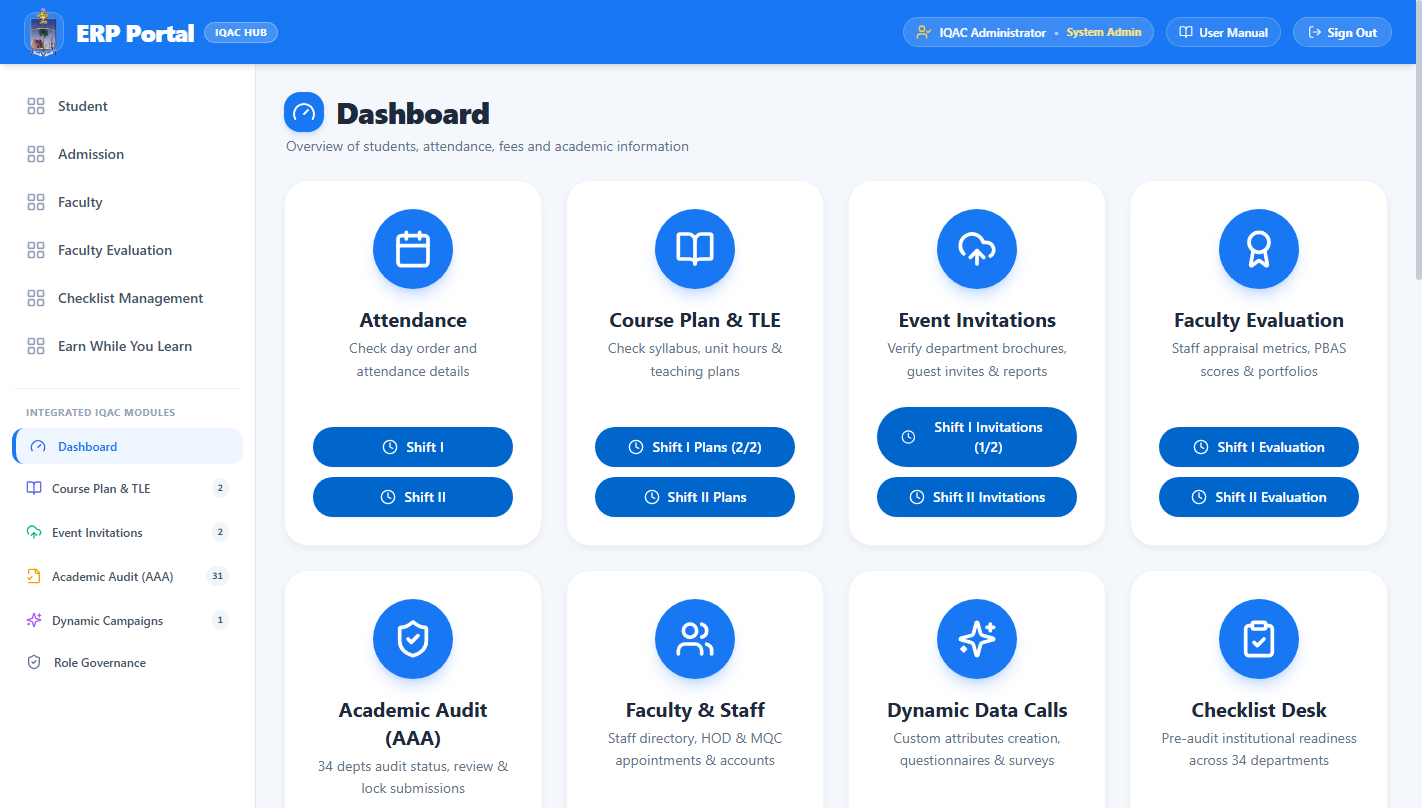 ERP Portal
IQAC HUB
IQAC Administrator • System Admin
User Manual
Sign Out
Student
Admission
Faculty
Faculty Evaluation
Checklist Management
Earn While You Learn
INTEGRATED IQAC MODULES
Dashboard
Course Plan & TLE 2
Event Invitations 2
Academic Audit (AAA) 31
Dynamic Campaigns 1
Role Governance
Dashboard
Overview of students, attendance, fees and academic information
Attendance
Check day order and
attendance details
Shift I
Shift II
Course Plan & TLE
Check syllabus, unit hours &
teaching plans
Shift I Plans (2/2)
Shift II Plans
Event Invitations
Verify department brochures,
guest invites & reports
Shift I Invitations
(1/2)
Shift II Invitations
Faculty Evaluation
Staff appraisal metrics, PBAS
scores & portfolios
Shift I Evaluation
Shift II Evaluation
Academic Audit
(AAA)
34 depts audit status, review &
lock submissions
Faculty & Staff
Staff directory, HOD & MQC
appointments & accounts
Dynamic Data Calls
Custom attributes creation,
questionnaires & surveys
Checklist Desk
Pre-audit institutional readiness
across 34 departments